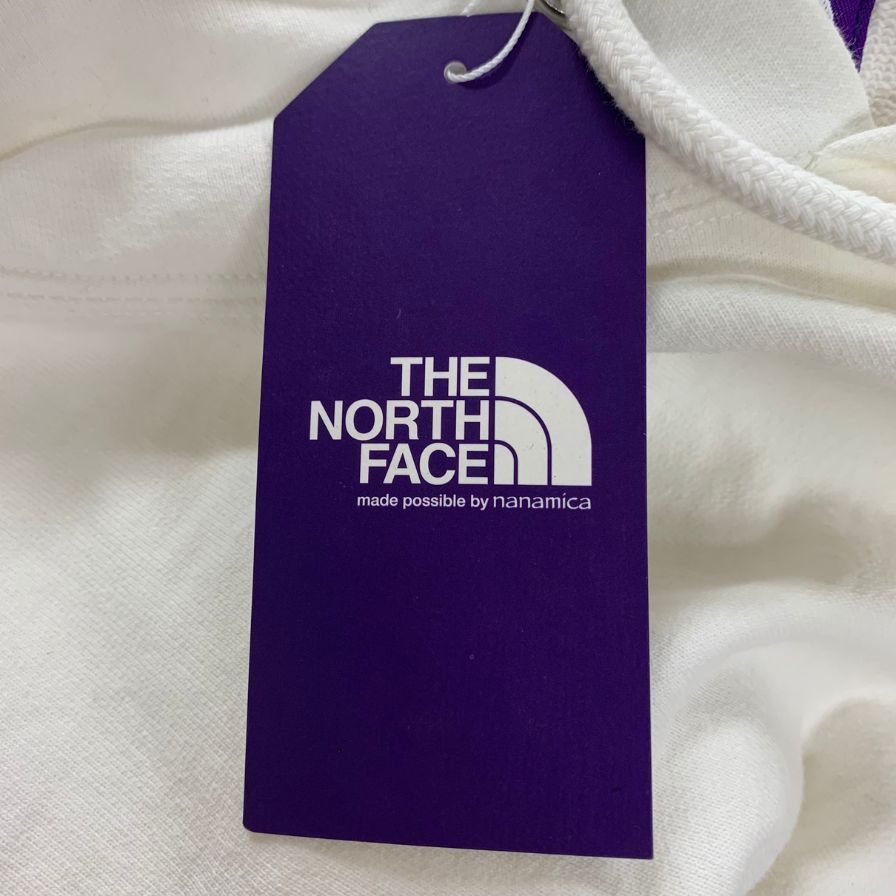 THE
NORTH
FACE
made possible by nanamica